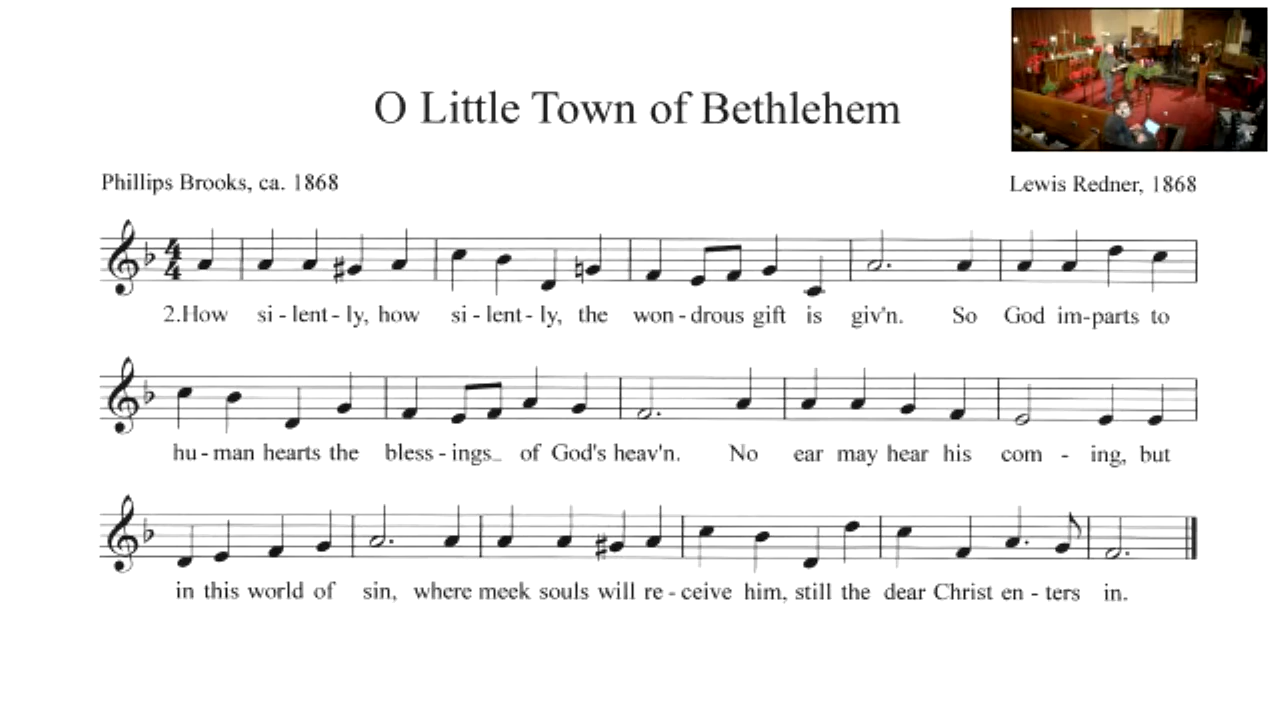 O Little Town of Bethlehem
Phillips Brooks, ca. 1868
Lewis Redner, 1868
4
4
2.How si - lent - ly, how si - lent - ly, the won - drous gift is giv'n. So God im-parts to
hu - man hearts the bless - ings_ of God's heav'n. No ear may hear his com - ing, but
in this world of sin, where meek souls will re - ceive him, still the dear Christ en - ters in.